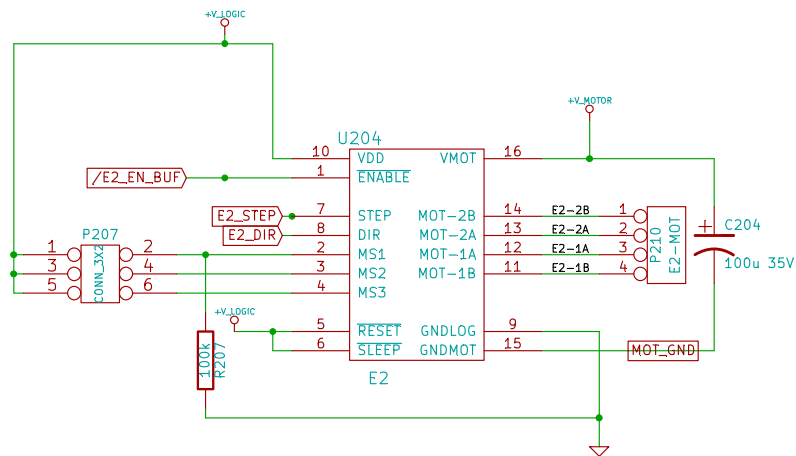 +V_LOGIC
+V_MOTOR
U204
10 VDD VMOT 16
/E2_EN_BUF 1 ENABLE
E2_STEP 7 STEP MOT-2B 14 E2-2B 1
E2_DIR 8 DIR MOT-2A 13 E2-2A 2
P207
1 2 2 MS1 MOT-1A 12 E2-1A 3
3 4 3 MS2 MOT-1B 11 E2-1B 4
5 6 4 MS3
CONN_3X2
P210
E2-MOT
C204
100u 35V
+V_LOGIC
5 RESET GNDLOG 9
6 SLEEP GNDMOT 15 MOT_GND
100k
R207
E2